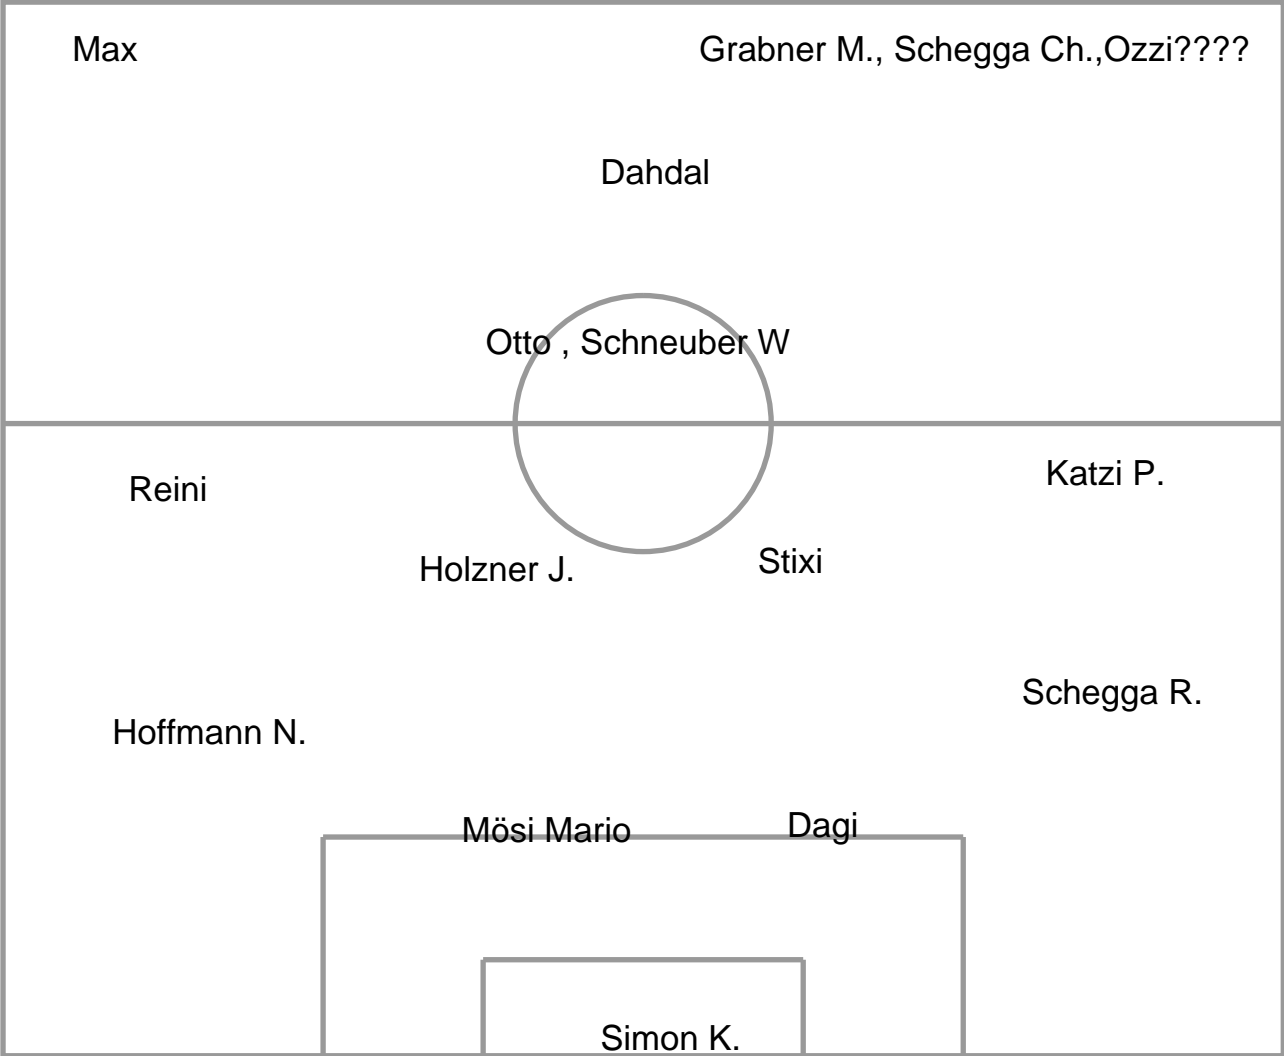 Max
Grabner M., Schegga Ch.,Ozzi????
Dahdal
Otto , Schneuber W
Reini
Katzi P.
Holzner J.
Stixi
Hoffmann N.
Schegga R.
Mösi Mario
Dagi
Simon K.